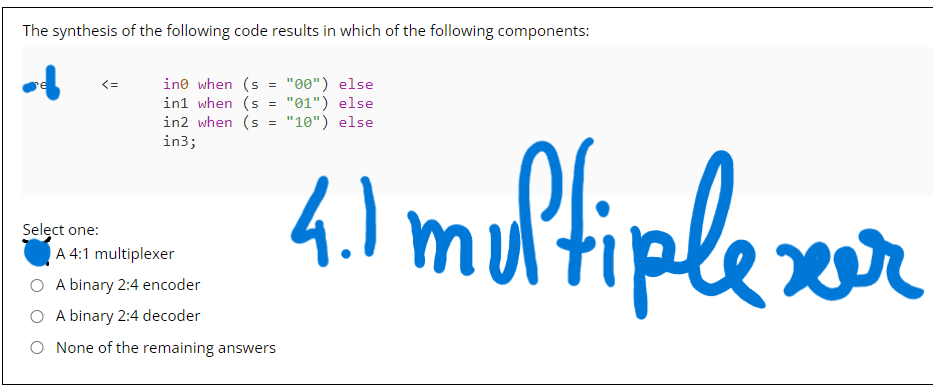 The synthesis of the following code results in which of the following components:
<= in0 when (s = "00") else
in1 when (s = "01") else
in2 when (s = "10") else
in3;
4.1 multiplexer
Select one:
A 4:1 multiplexer
A binary 2:4 encoder
A binary 2:4 decoder
None of the remaining answers